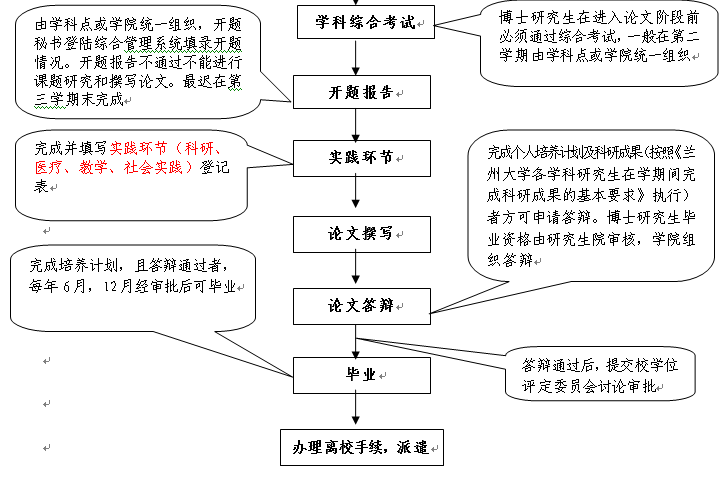 学科综合考试
博士研究生在进入论文阶段前
必须通过综合考试,一般在第二
学期由学科点或学院统一组织
由学科点或学院统一组织,开题
秘书登陆综合管理系统填录开题
情况。开题报告不通过不能进行
课题研究和撰写论文。最迟在第
三学期末完成
开题报告
完成并填写实践环节(科研、
医疗、教学、社会实践)登记
表
实践环节
完成个人培养计划及科研成果(按照《兰
州大学各学科研究生在学期间完
成科研成果的基本要求》执行)
者方可申请答辩。博士研究生毕
业资格由研究生院审核,学院组
织答辩
论文撰写
完成培养计划,且答辩通过者,
每年6月,12月经审批后可毕业
论文答辩
答辩通过后,提交校学位
评定委员会讨论审批
毕业
办理离校手续,派遣